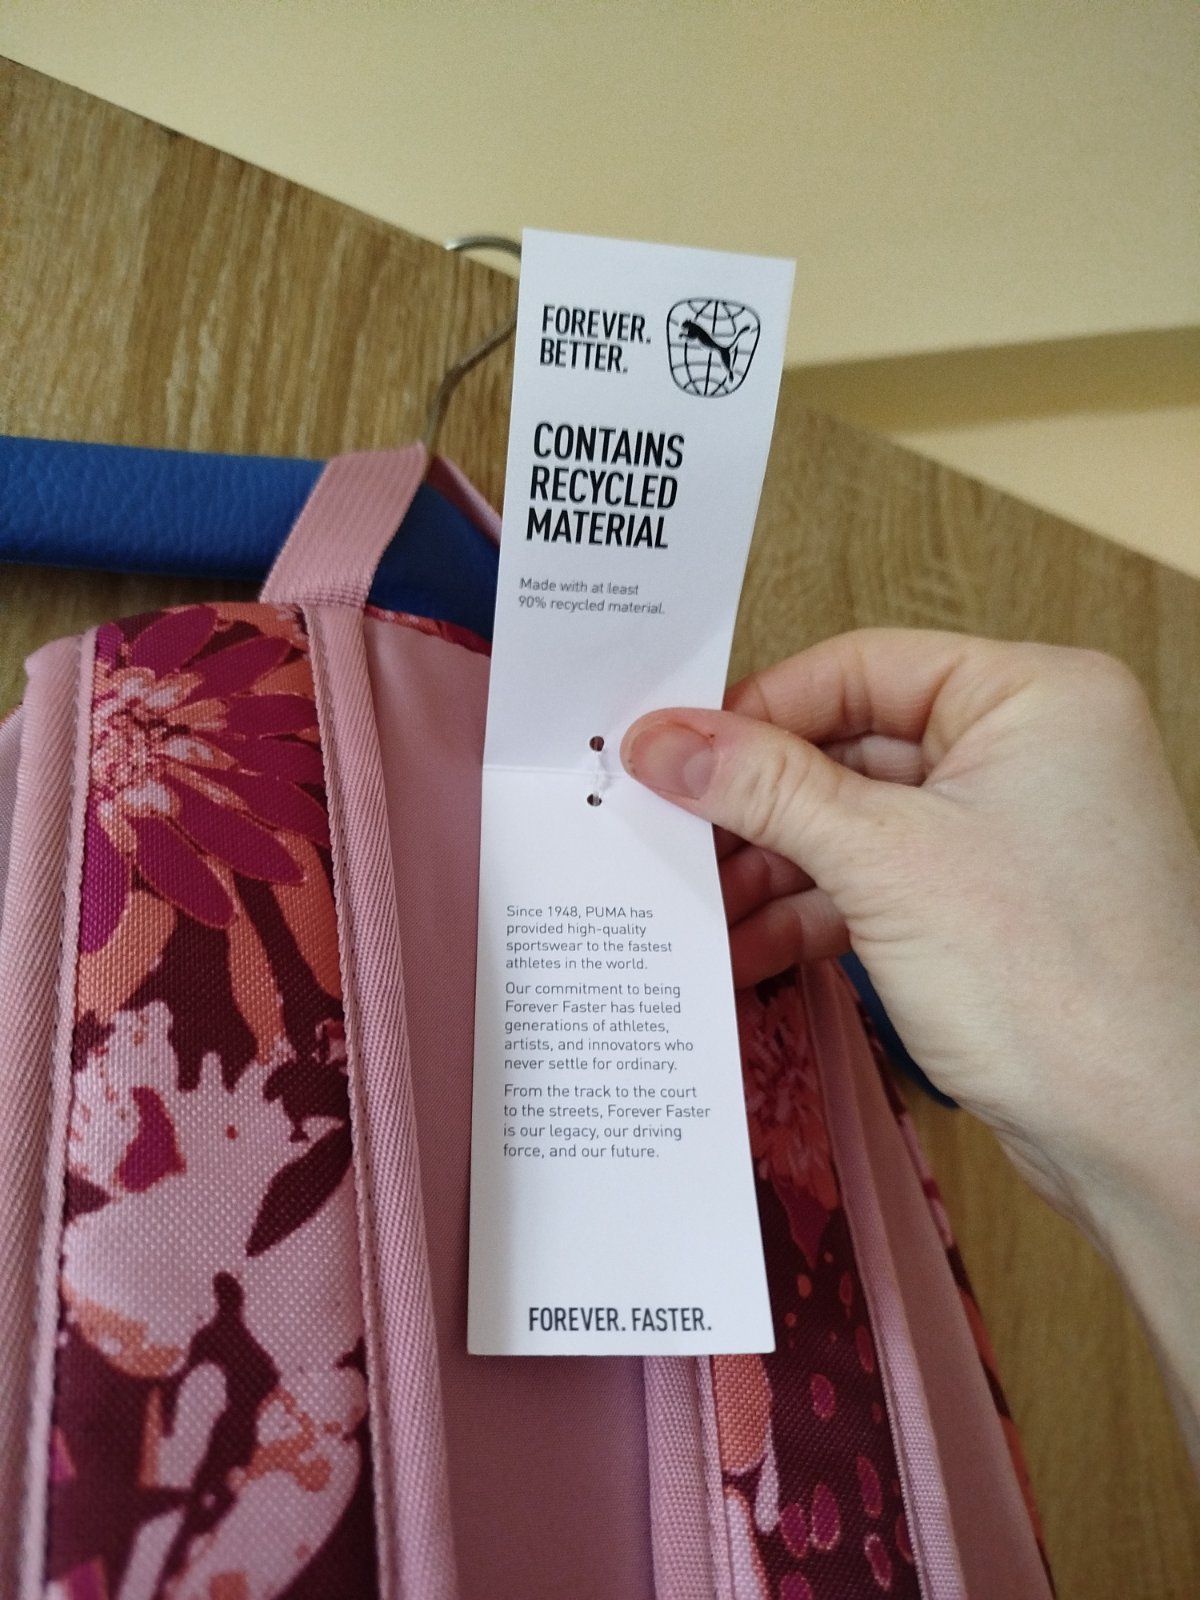 FOREVER.
BETTER.
CONTAINS
RECYCLED
MATERIAL
Made with at least
90% recycled material.
Since 1948, PUMA has
provided high-quality
sportswear to the fastest
athletes in the world.
Our commitment to being
Forever Faster has fueled
generations of athletes,
artists, and innovators who
never settle for ordinary.
From the track to the court
to the streets, Forever Faster
is our legacy, our driving
force, and our future.
FOREVER. FASTER.